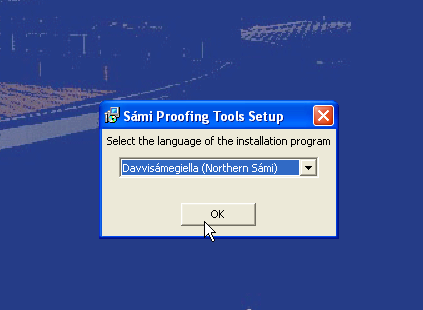 Sámi Proofing Tools Setup
Select the language of the installation program
Davvisámegiella (Northern Sámi)
OK